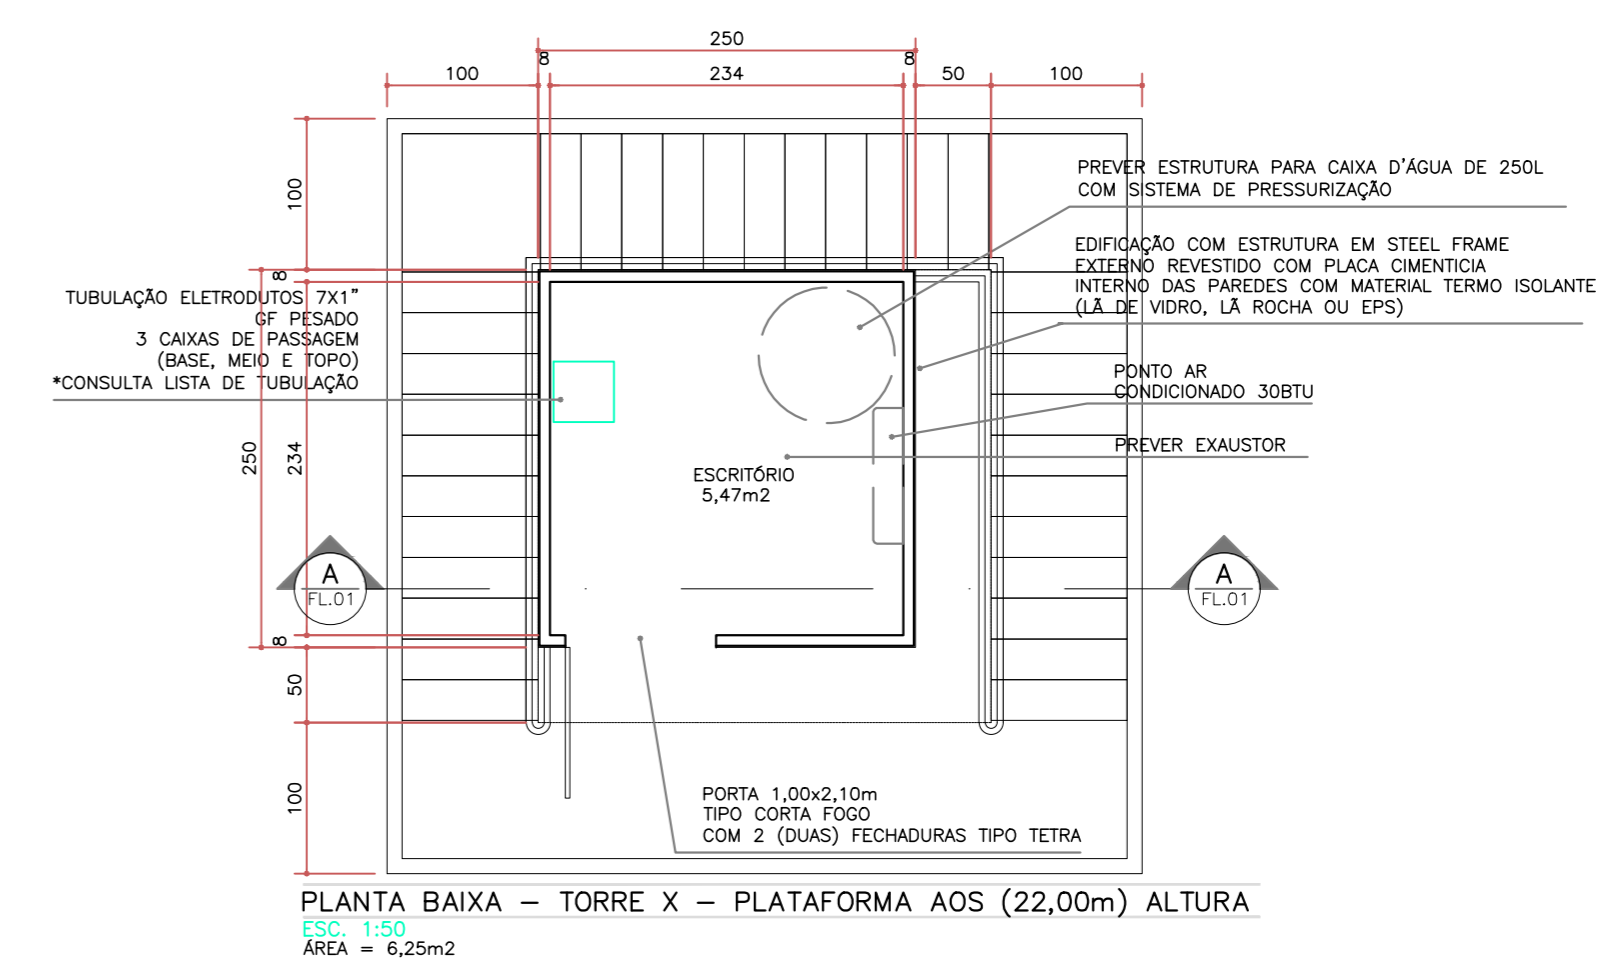 250
8
8
100
234
50
100
100
PREVER ESTRUTURA PARA CAIXA D'ÁGUA DE 250L
COM SISTEMA DE PRESSURIZAÇÃO
EDIFICAÇÃO COM ESTRUTURA EM STEEL FRAME
EXTERNO REVESTIDO COM PLACA CIMENTICIA
INTERNO DAS PAREDES COM MATERIAL TERMO ISOLANTE
(LÃ DE VIDRO, LÃ ROCHA OU EPS)
8
TUBULAÇÃO ELETRODUTOS 7X1"
GF PESADO
3 CAIXAS DE PASSAGEM
(BASE, MEIO E TOPO)
*CONSULTA LISTA DE TUBULAÇÃO
PONTO AR
CONDICIONADO 30BTU
PREVER EXAUSTOR
250
234
ESCRITÓRIO
5,47m2
A
FL.01
A
FL.01
8
50
100
PORTA 1,00x2,10m
TIPO CORTA FOGO
COM 2 (DUAS) FECHADURAS TIPO TETRA
PLANTA BAIXA – TORRE X – PLATAFORMA AOS (22,00m) ALTURA
ESC. 1:50
ÁREA = 6,25m2